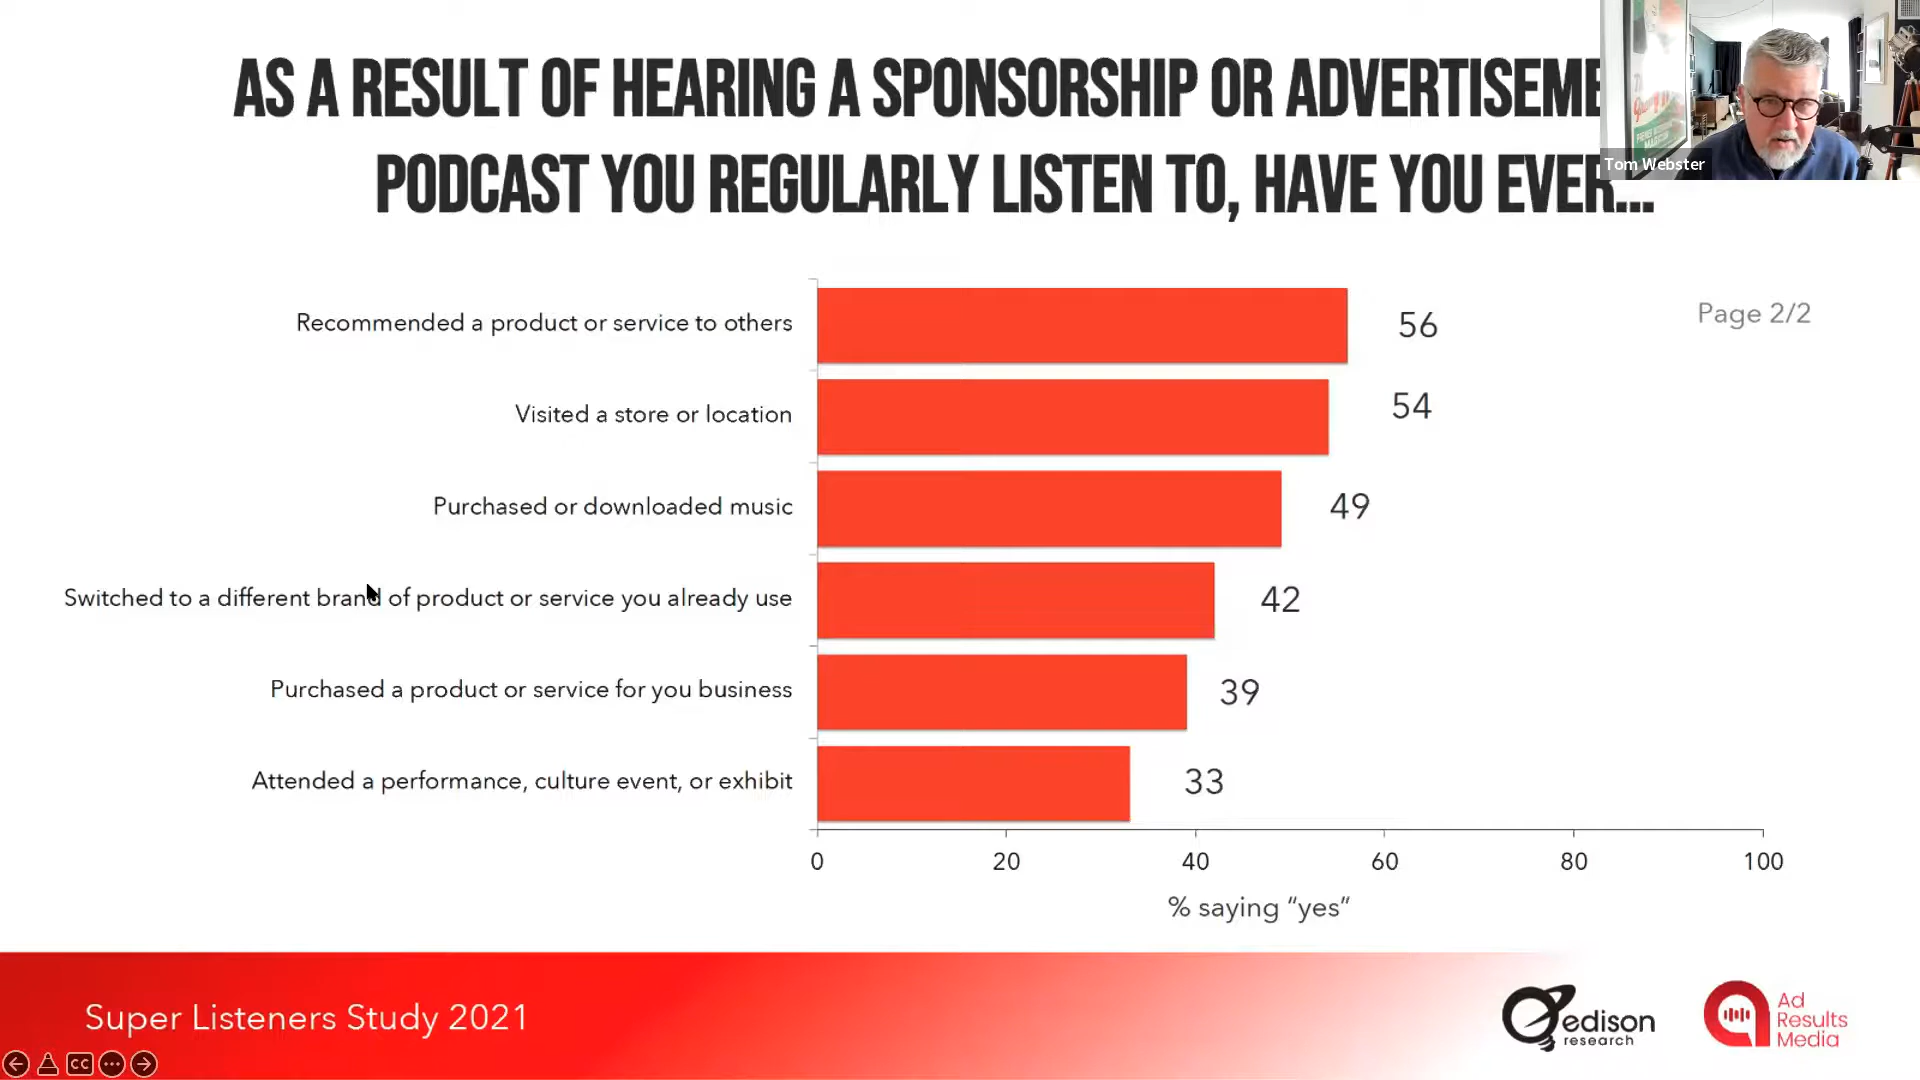 AS A RESULT OF HEARING A SPONSORSHIP OR ADVERTISEME
PODCAST YOU REGULARLY LISTEN TO, HAVE YOU EVER...
Tom Webster
Page 2/2
Recommended a product or service to others 56
Visited a store or location 54
Purchased or downloaded music 49
Switched to a different brand of product or service you already use 42
Purchased a product or service for you business 39
Attended a performance, culture event, or exhibit 33
0 20 40 60 80 100
% saying “yes”
Super Listeners Study 2021
edison
research
Ad
Results
Media
CC